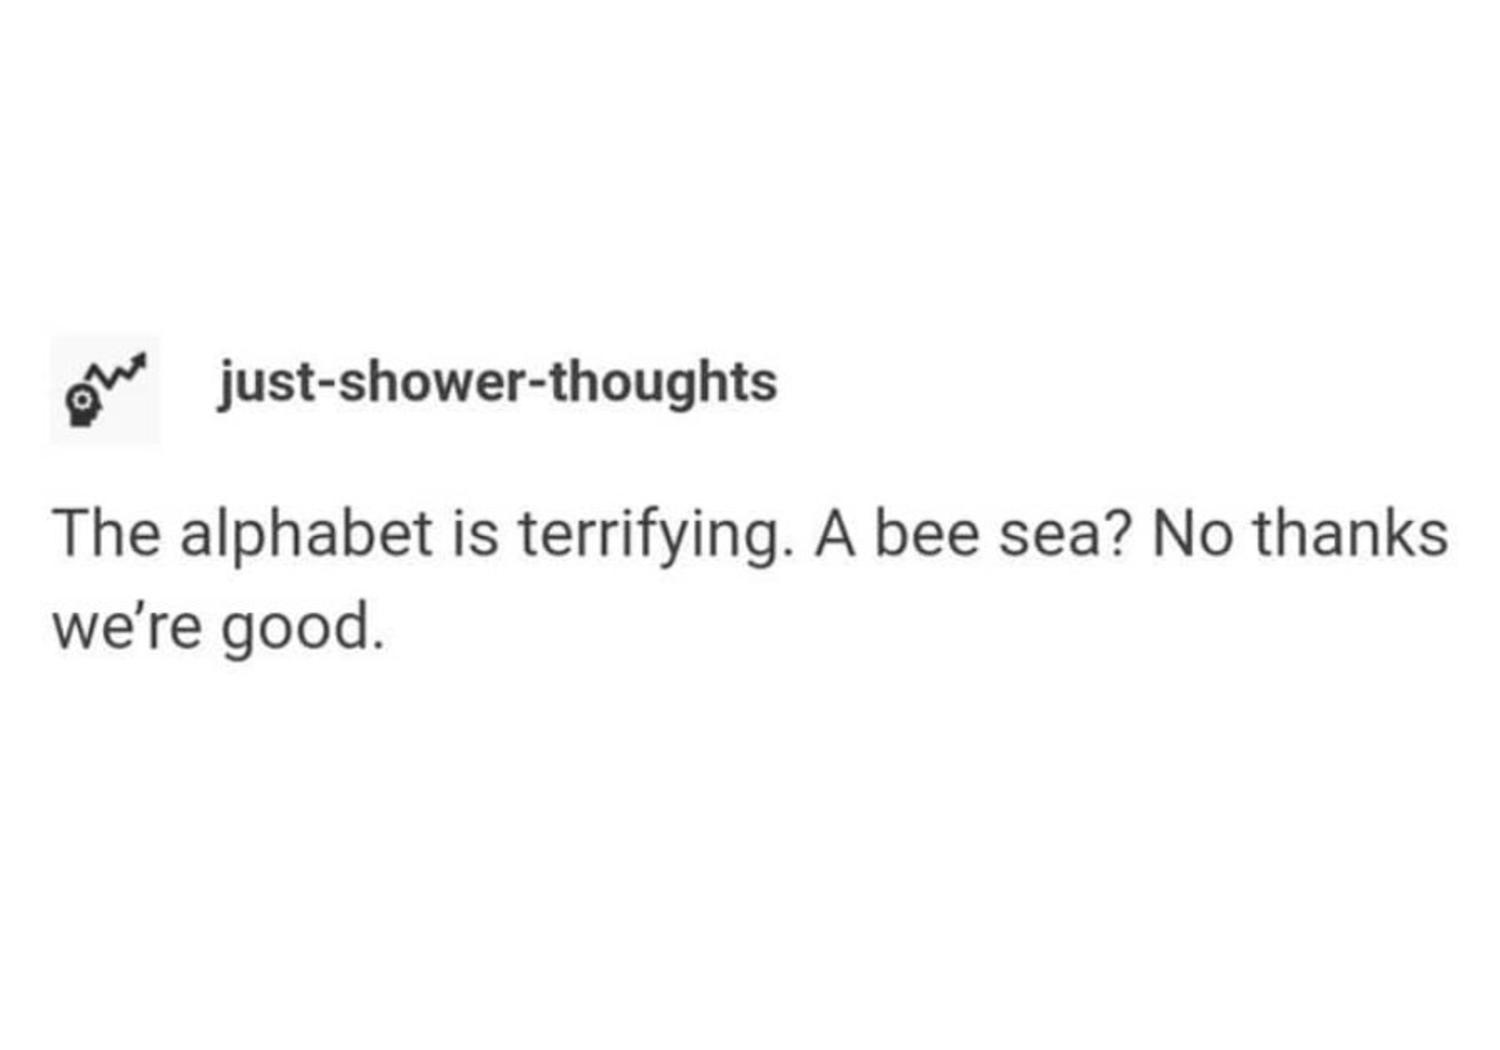 just-shower-thoughts
The alphabet is terrifying. A bee sea? No thanks
we’re good.